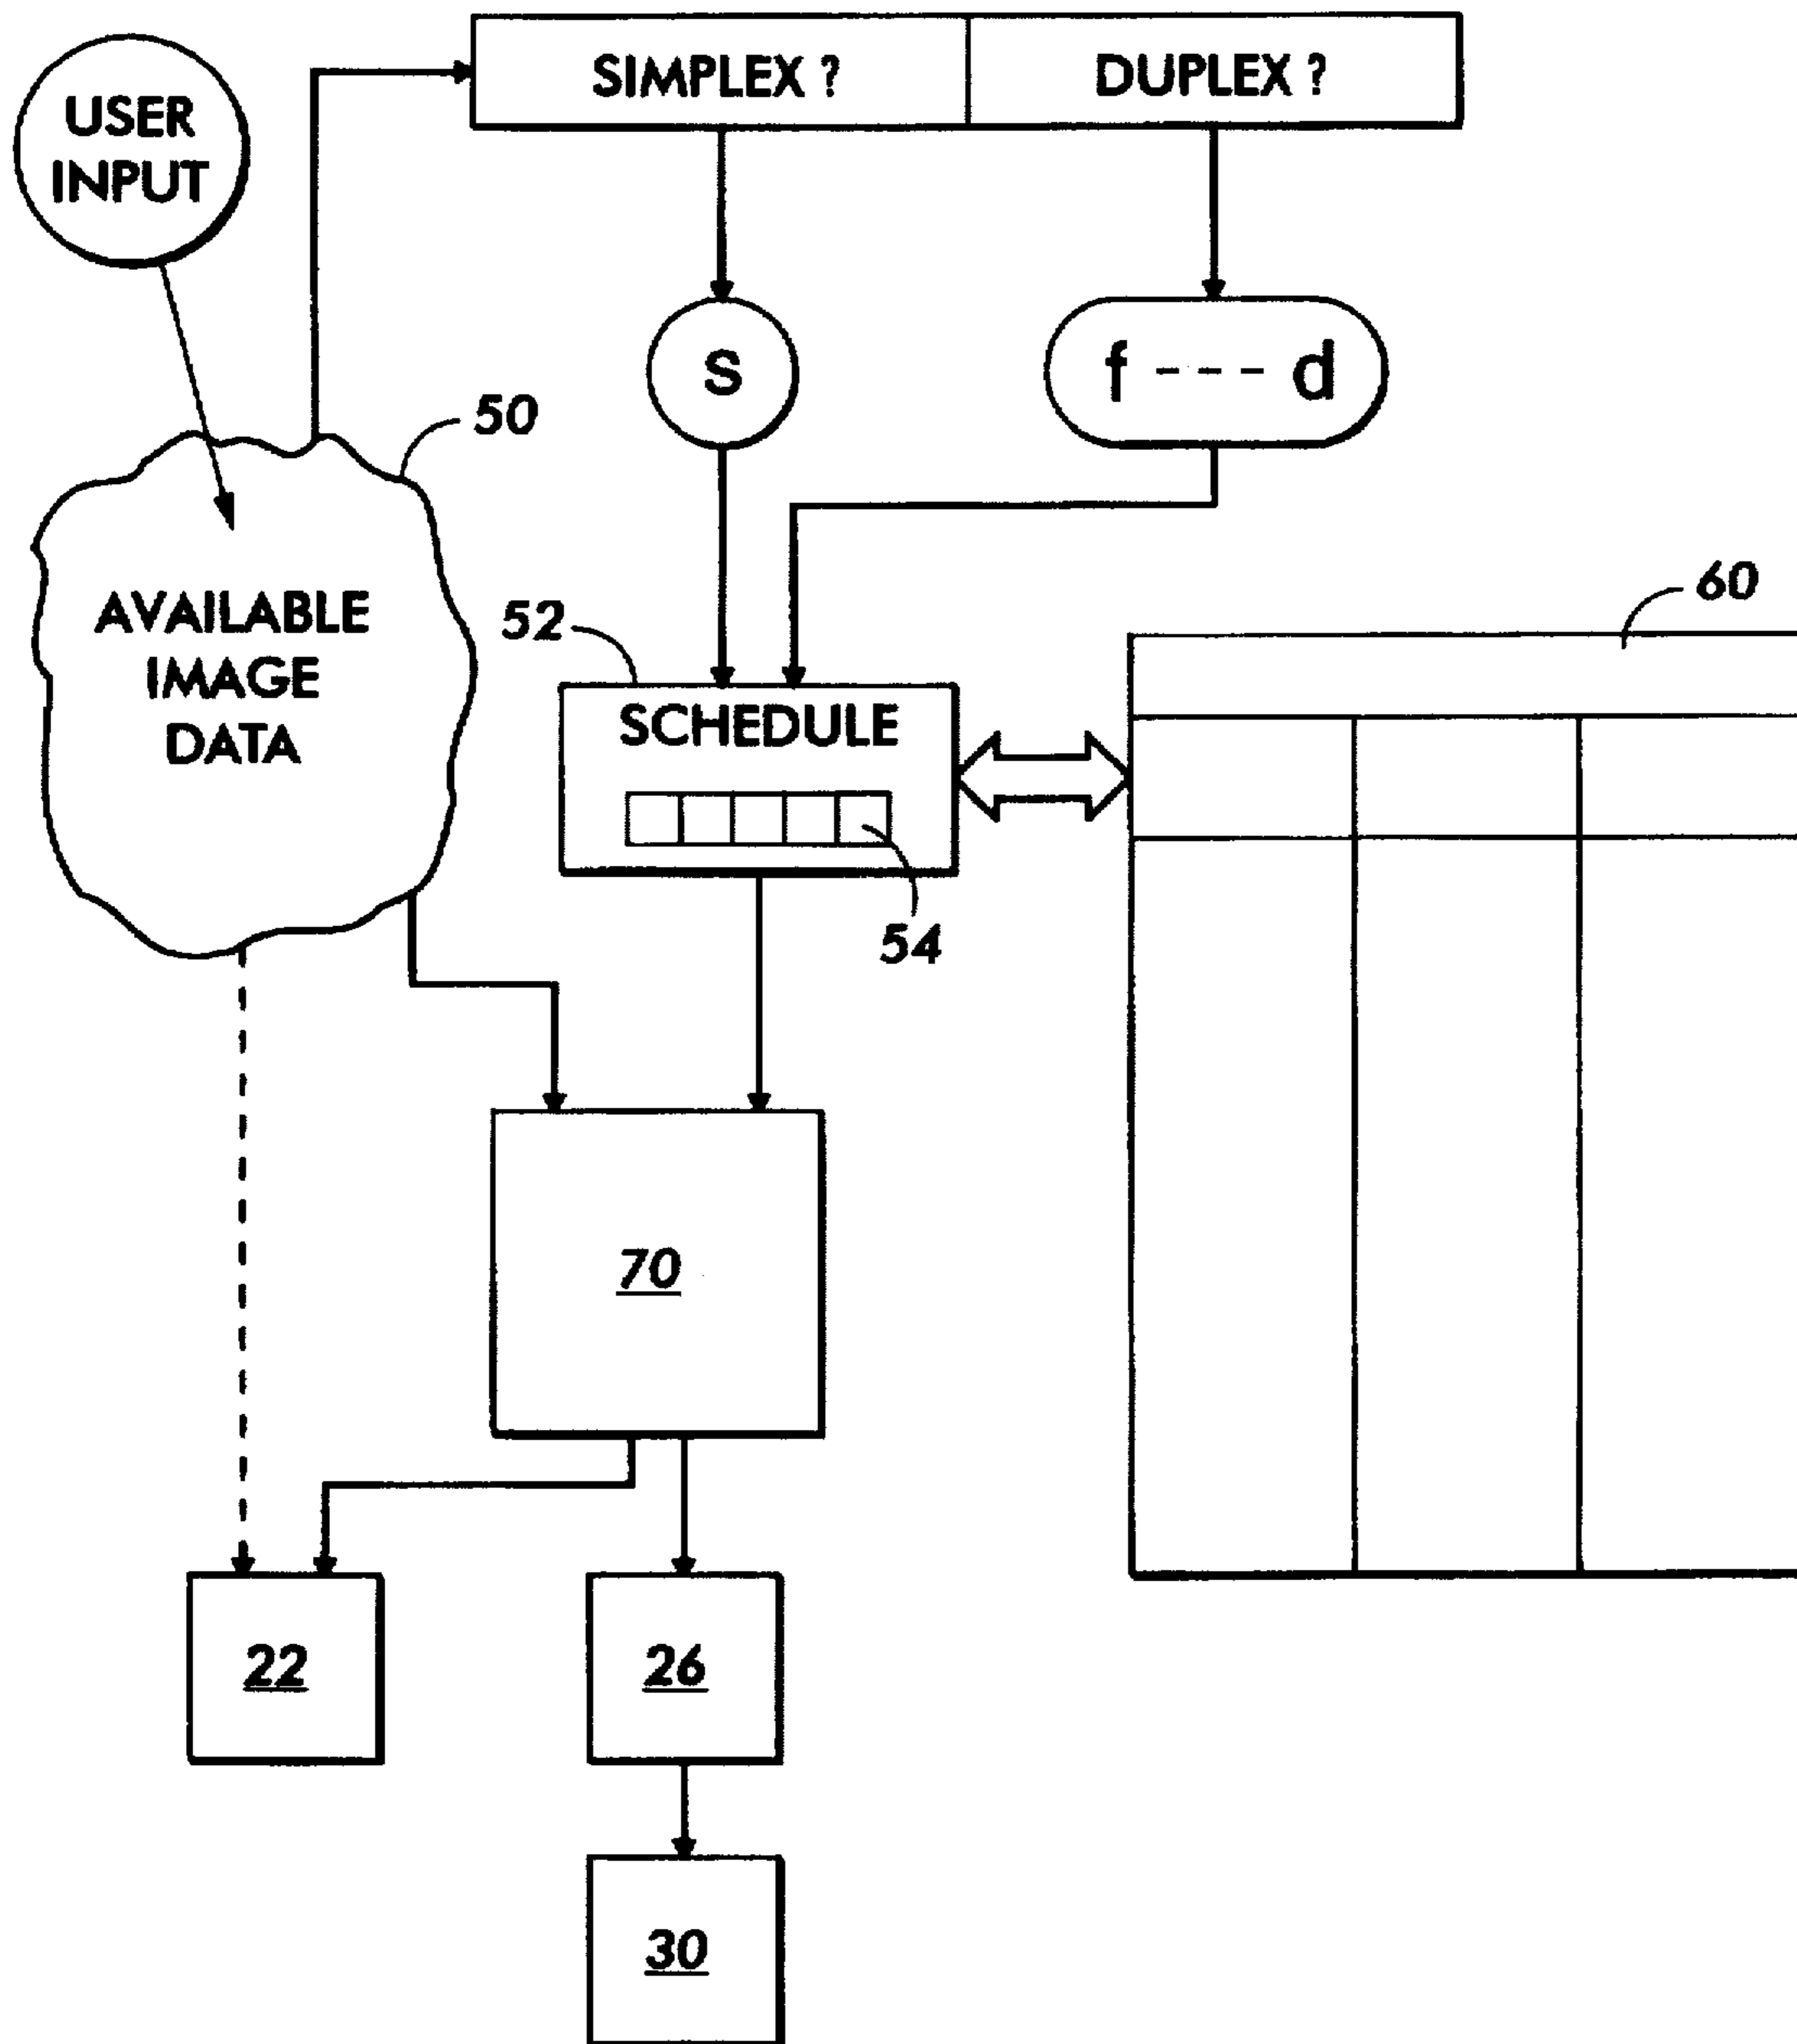 USER
INPUT
SIMPLEX ?
DUPLEX ?
s
f --- d
50
AVAILABLE
IMAGE
DATA
52
SCHEDULE
54
60
70
22
26
30